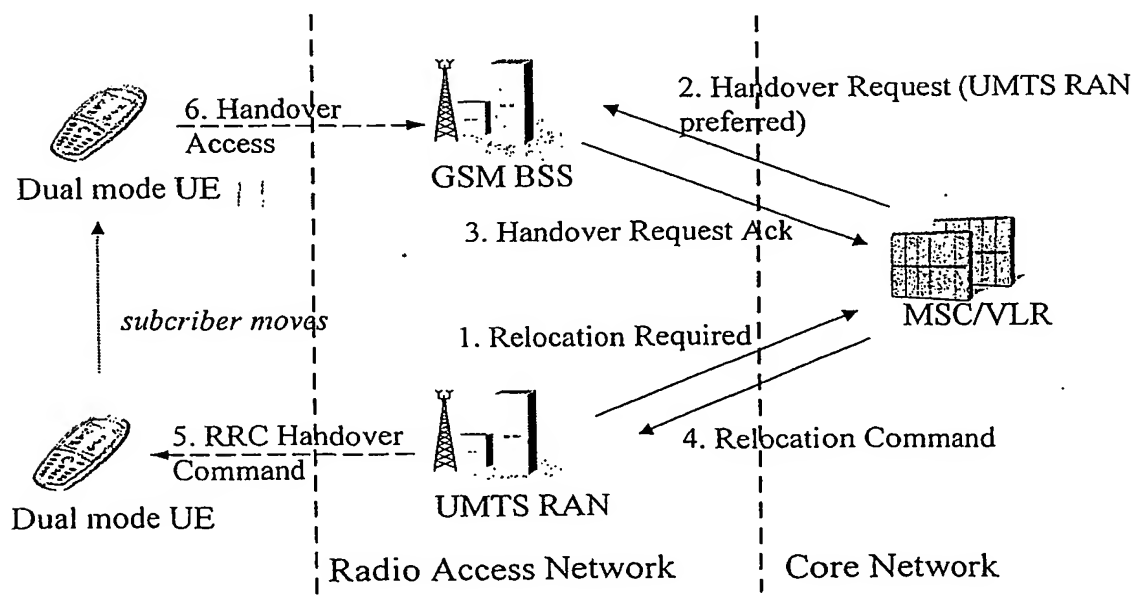 2. Handover Request (UMTS RAN
preferred)
6. Handover
Access
GSM BSS
Dual mode UE
3. Handover Request Ack
MSC/VLR
subcriber moves
1. Relocation Required
5. RRC Handover
Command
4. Relocation Command
UMTS RAN
Dual mode UE
Radio Access Network
Core Network